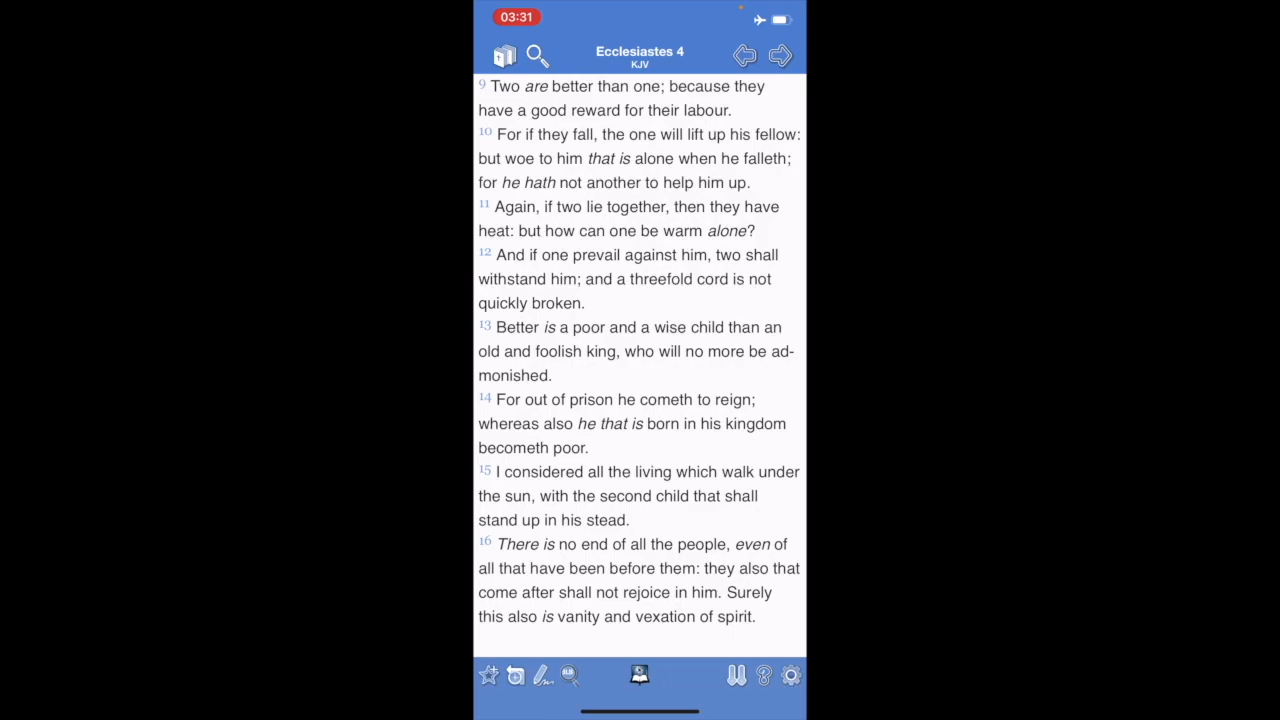 03:31
Ecclesiastes 4
KJV
9 Two are better than one; because they
have a good reward for their labour.
10 For if they fall, the one will lift up his fellow:
but woe to him that is alone when he falleth;
for he hath not another to help him up.
11 Again, if two lie together, then they have
heat: but how can one be warm alone?
12 And if one prevail against him, two shall
withstand him; and a threefold cord is not
quickly broken.
13 Better is a poor and a wise child than an
old and foolish king, who will no more be ad-
monished.
14 For out of prison he cometh to reign;
whereas also he that is born in his kingdom
becometh poor.
15 I considered all the living which walk under
the sun, with the second child that shall
stand up in his stead.
16 There is no end of all the people, even of
all that have been before them: they also that
come after shall not rejoice in him. Surely
this also is vanity and vexation of spirit.